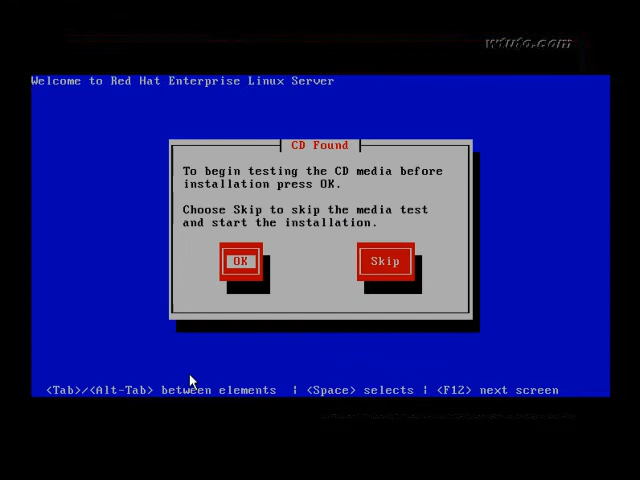 wtuto.com
Welcome to Red Hat Enterprise Linux Server
CD Found
To begin testing the CD media before
installation press OK.
Choose Skip to skip the media test
and start the installation.
OK Skip
<Tab>/<Alt-Tab> between elements | <Space> selects | <F12> next screen